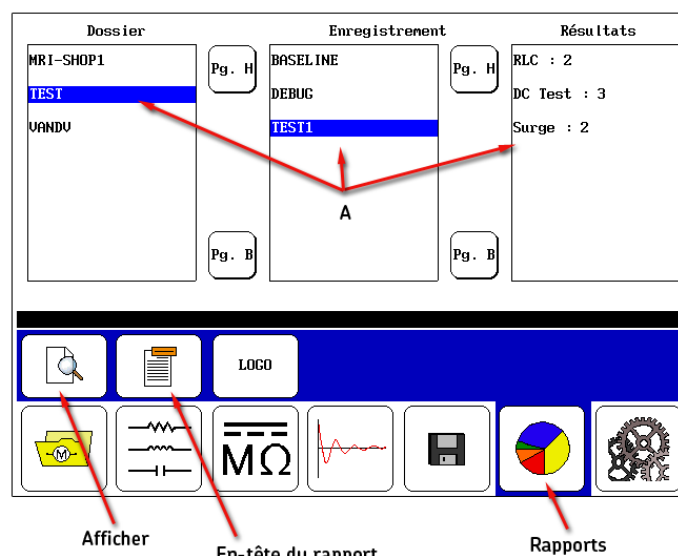 Dossier Enregistrement Résultats
MRI-SHOP1
TEST
VANDV
Pg. H
Pg. B
BASELINE
DEBUG
TEST1
Pg. H
Pg. B
RLC : 2
DC Test : 3
Surge : 2
A
LOGO
M
MΩ
Afficher
En-tête du rapport
Rapports